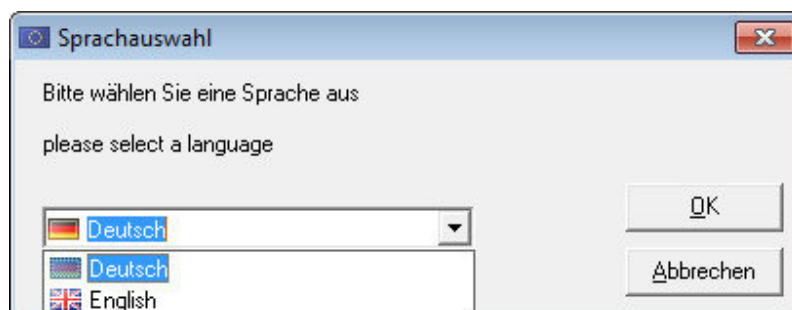 Sprachauswahl
Bitte wählen Sie eine Sprache aus
please select a language
Deutsch
OK
Deutsch
Abbrechen
English